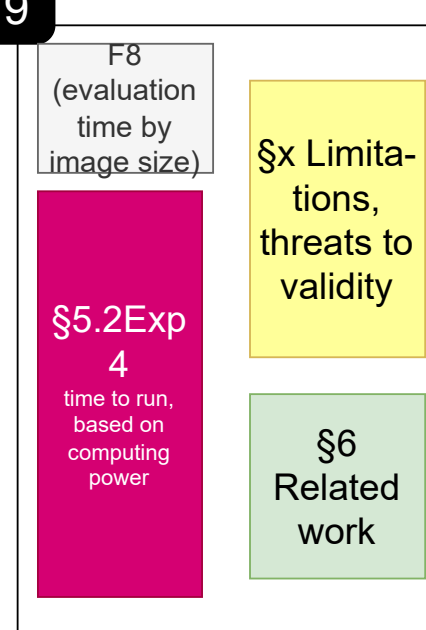 9
F8
(evaluation
time by
image size)
§5.2Exp
4
time to run,
based on
computing
power
§x Limita-
tions,
threats to
validity
§6
Related
work